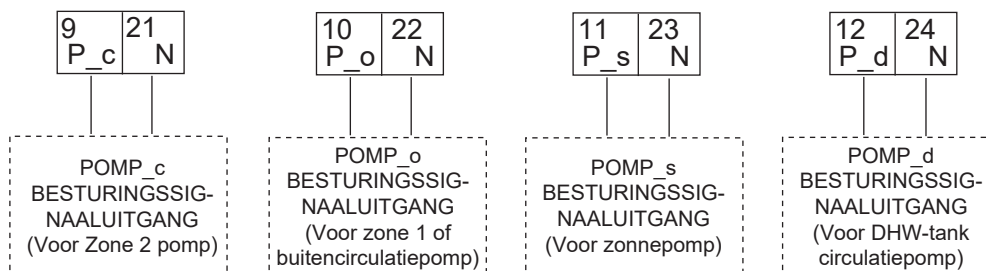 9 21
P_c N
10 22
P_o N
11 23
P_s N
12 24
P_d N
POMP_c
BESTURINGSSIG-
NAALUITGANG
(Voor Zone 2 pomp)
POMP_o
BESTURINGSSIG-
NAALUITGANG
(Voor zone 1 of
buitencirculatiepomp)
POMP_s
BESTURINGSSIG-
NAALUITGANG
(Voor zonnepomp)
POMP_d
BESTURINGSSIG-
NAALUITGANG
(Voor DHW-tank
circulatiepomp)